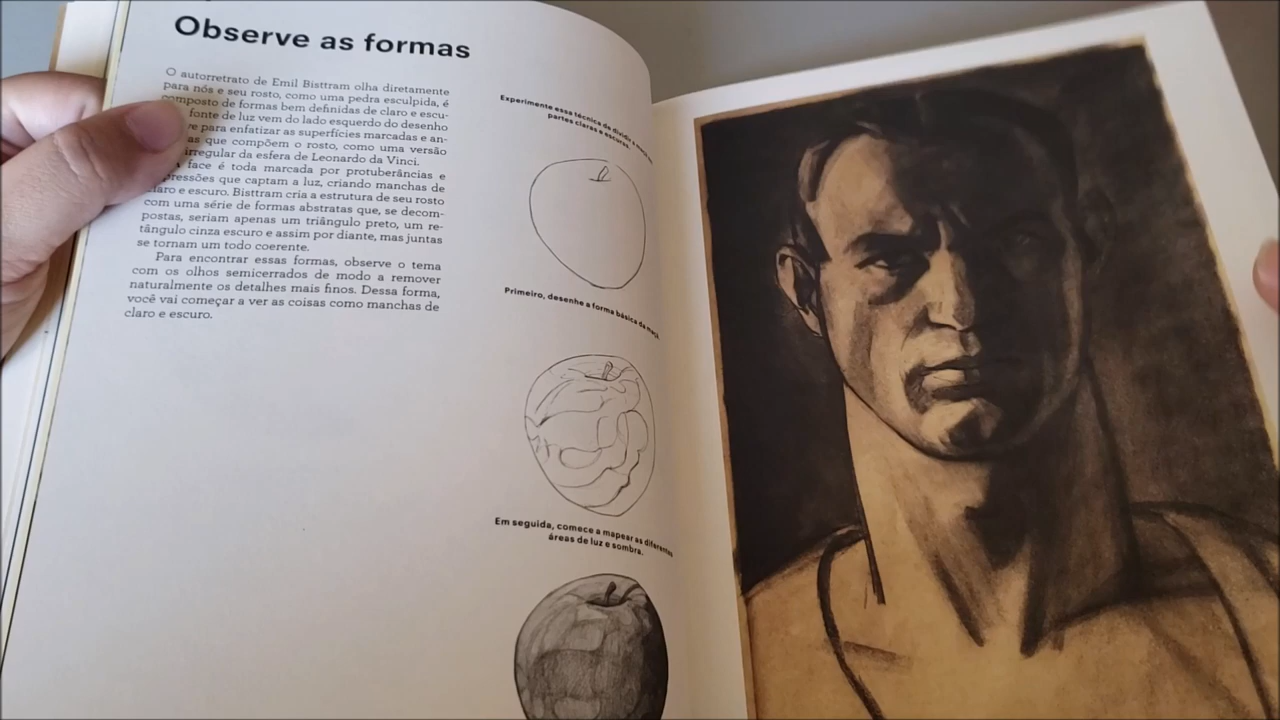 Observe as formas
O autorretrato de Emil Bisttram olha diretamente
para nós e seu rosto, como uma pedra esculpida, é
composto de formas bem definidas de claro e escu-
fonte de luz vem do lado esquerdo do desenho
para enfatizar as superfícies marcadas e an-
que compõem o rosto, como uma versão
irregular da esfera de Leonardo da Vinci.
face é toda marcada por protuberâncias e
que captam a luz, criando manchas de
claro e escuro. Bisttram cria a estrutura de seu rosto
com uma série de formas abstratas que, se decom-
postas, seriam apenas um triângulo preto, um re-
tângulo cinza escuro e assim por diante, mas juntas
se tornam um todo coerente.
Para encontrar essas formas, observe o tema
com os olhos semicerrados de modo a remover
naturalmente os detalhes mais finos. Dessa forma,
você vai começar a ver as coisas como manchas de
claro e escuro.
Experimente essa técnica de dividir a maçã em
partes claras e escuras.
Primeiro, desenhe a forma básica da maçã.
Em seguida, comece a mapear as diferentes
áreas de luz e sombra.